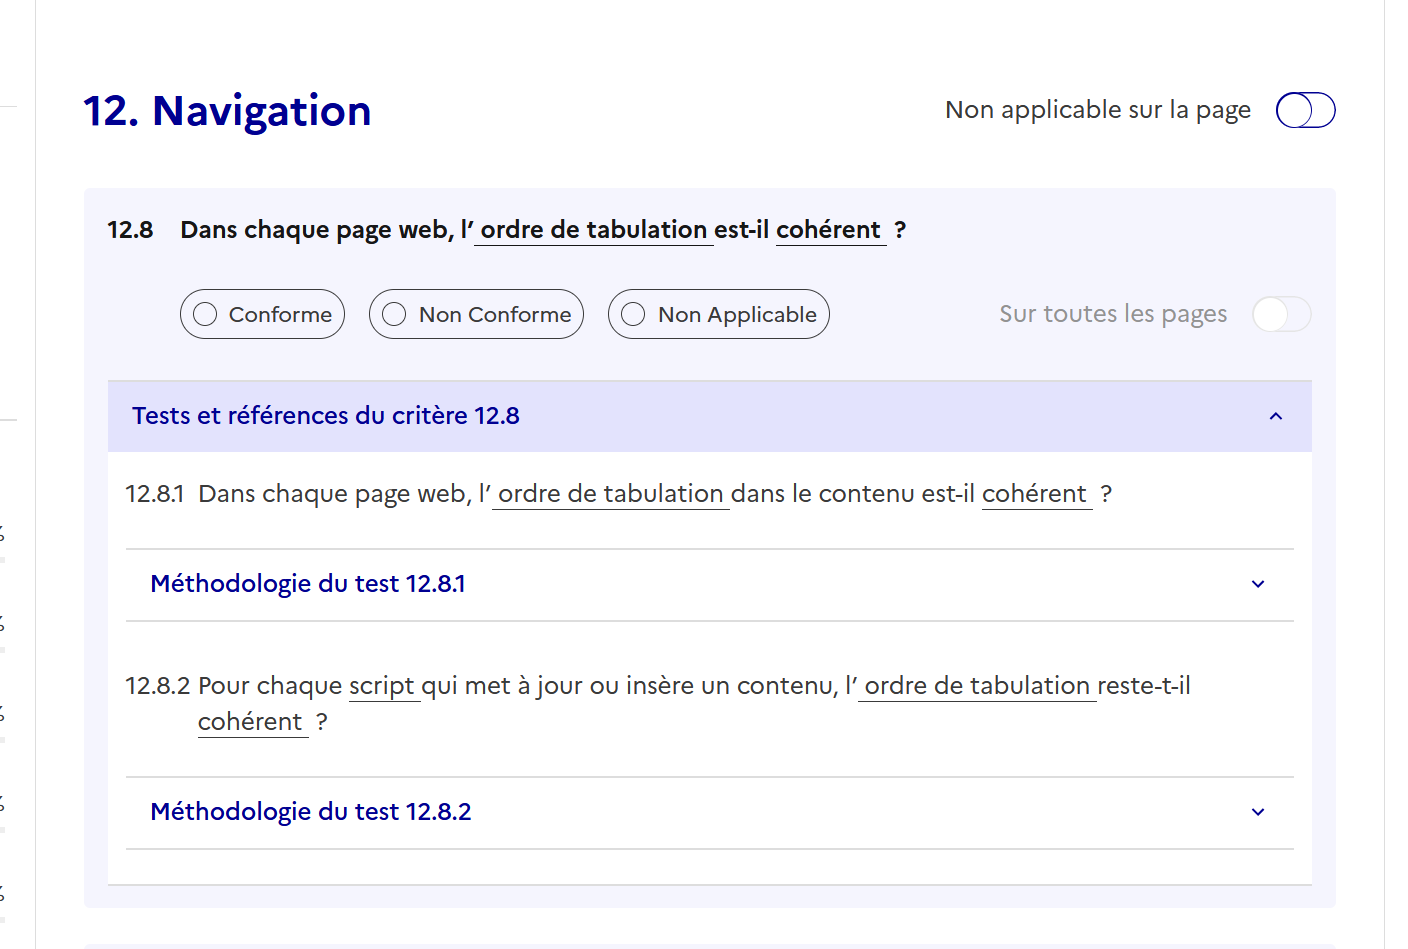 12. Navigation
Non applicable sur la page
12.8 Dans chaque page web, l’ ordre de tabulation est-il cohérent ?
Conforme
Non Conforme
Non Applicable
Sur toutes les pages
Tests et références du critère 12.8
12.8.1 Dans chaque page web, l’ ordre de tabulation dans le contenu est-il cohérent ?
Méthodologie du test 12.8.1
12.8.2 Pour chaque script qui met à jour ou insère un contenu, l’ ordre de tabulation reste-t-il
cohérent ?
Méthodologie du test 12.8.2